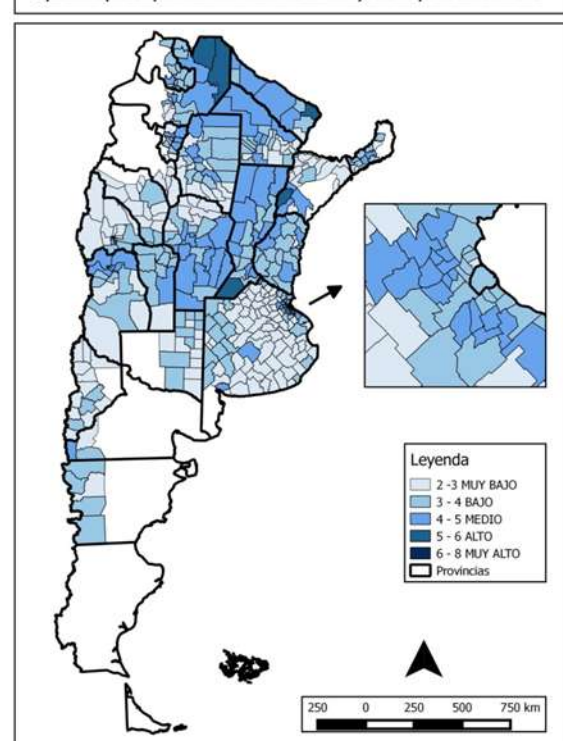 Leyenda
2 -3 MUY BAJO
3 - 4 BAJO
4 - 5 MEDIO
5 - 6 ALTO
6 - 8 MUY ALTO
Provincias
250 0 250 500 750 km